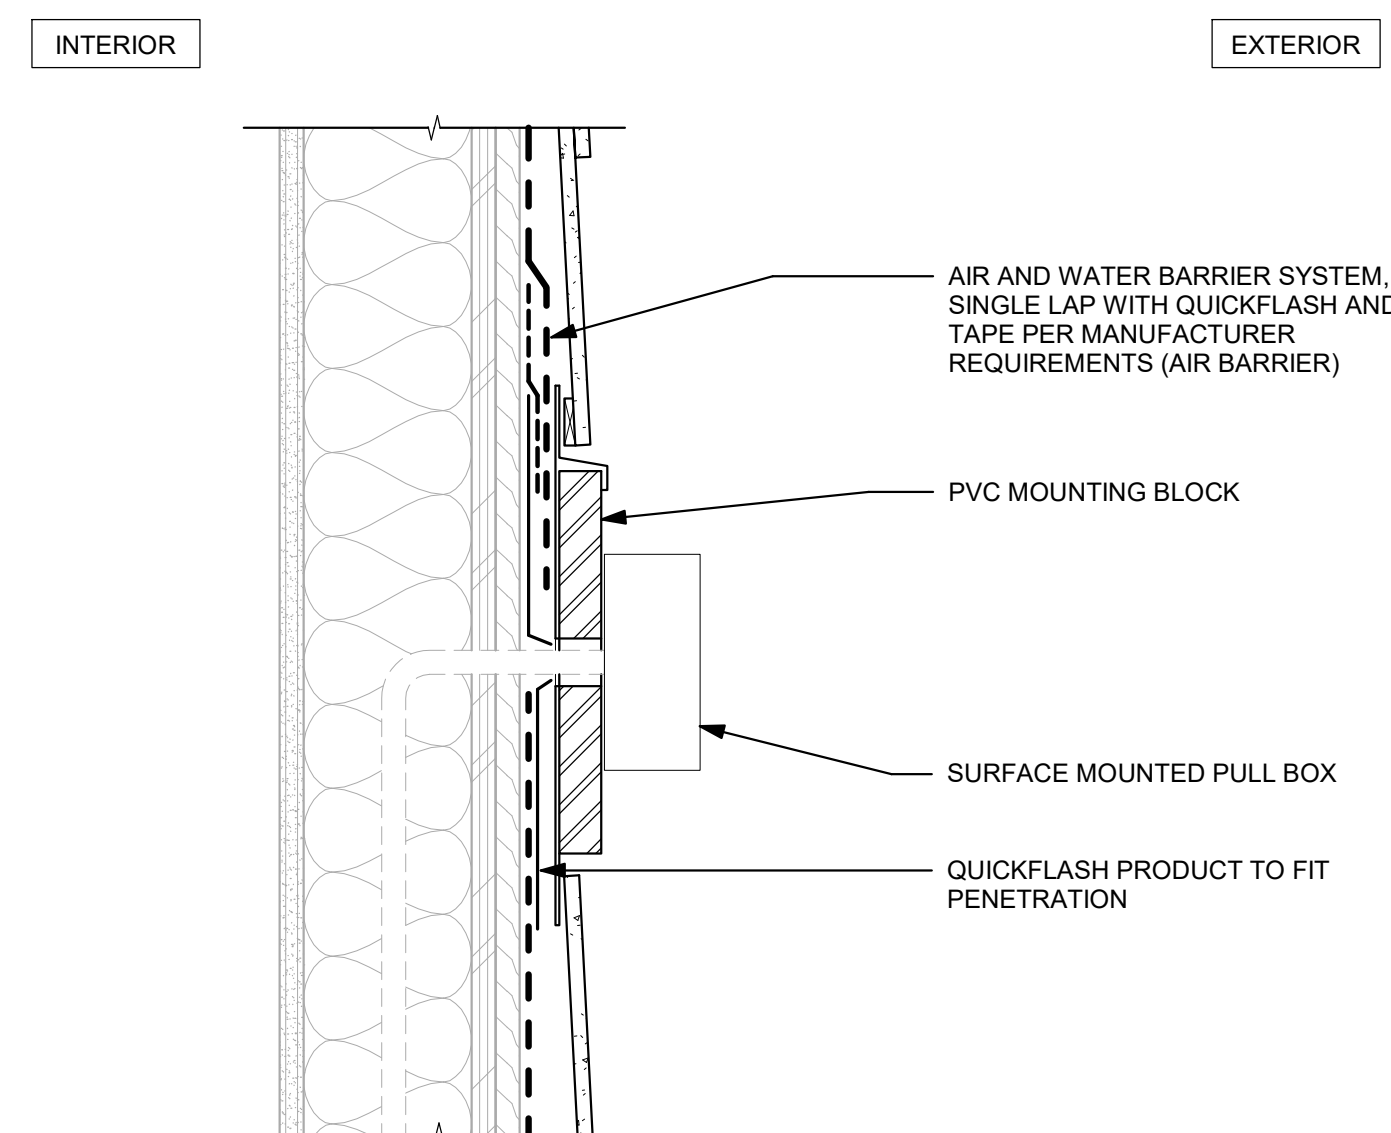 INTERIOR
EXTERIOR
AIR AND WATER BARRIER SYSTEM,
SINGLE LAP WITH QUICKFLASH AND
TAPE PER MANUFACTURER
REQUIREMENTS (AIR BARRIER)
PVC MOUNTING BLOCK
SURFACE MOUNTED PULL BOX
QUICKFLASH PRODUCT TO FIT
PENETRATION